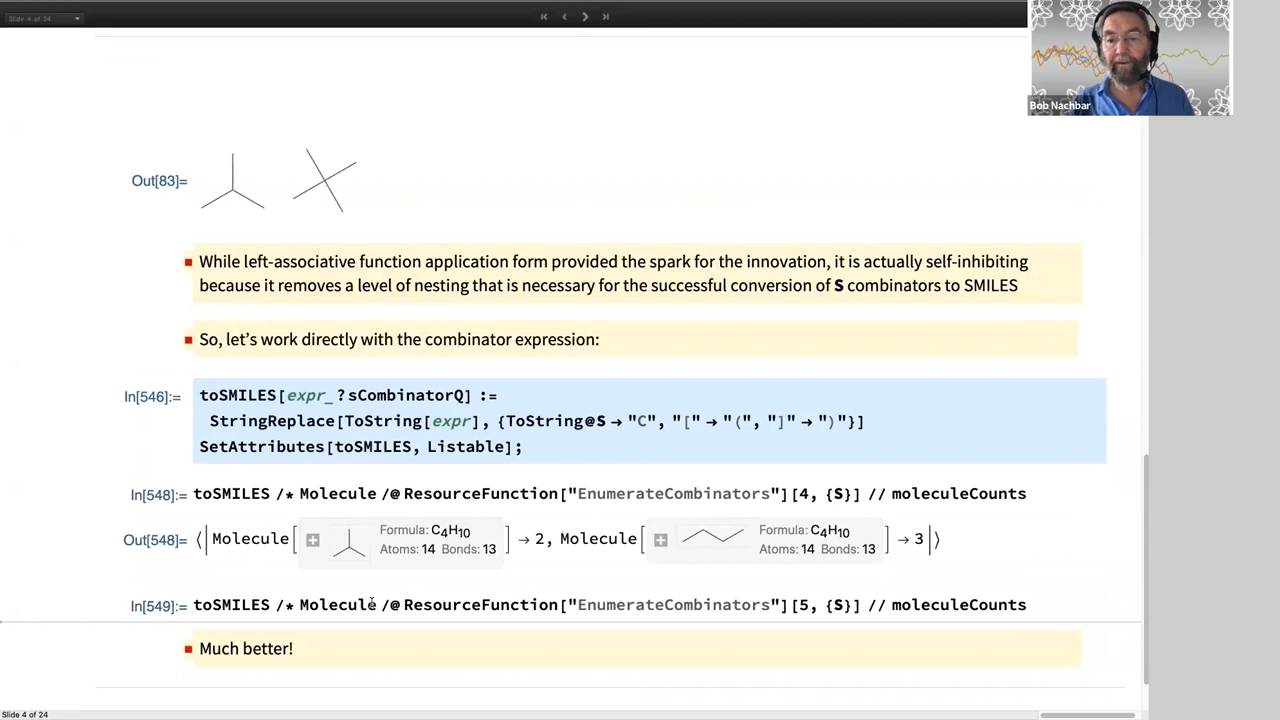 Slide 4 of 24
Bob Nachbar
Out[83]=
While left-associative function application form provided the spark for the innovation, it is actually self-inhibiting
because it removes a level of nesting that is necessary for the successful conversion of S combinators to SMILES
So, let's work directly with the combinator expression:
In[546]:= toSMILES[expr_?sCombinatorQ] :=
StringReplace[ToString[expr], {ToString@S → "C", "[" → "(", "]" → ")"}]
SetAttributes[toSMILES, Listable];
In[548]:= toSMILES /* Molecule /@ ResourceFunction["EnumerateCombinators"][4, {S}] // moleculeCounts
Out[548]= ⟨|Molecule[ Formula: C4H10 Atoms: 14 Bonds: 13 ] → 2, Molecule[ Formula: C4H10 Atoms: 14 Bonds: 13 ] → 3|⟩
In[549]:= toSMILES /* Molecule /@ ResourceFunction["EnumerateCombinators"][5, {S}] // moleculeCounts
Much better!
Slide 4 of 24